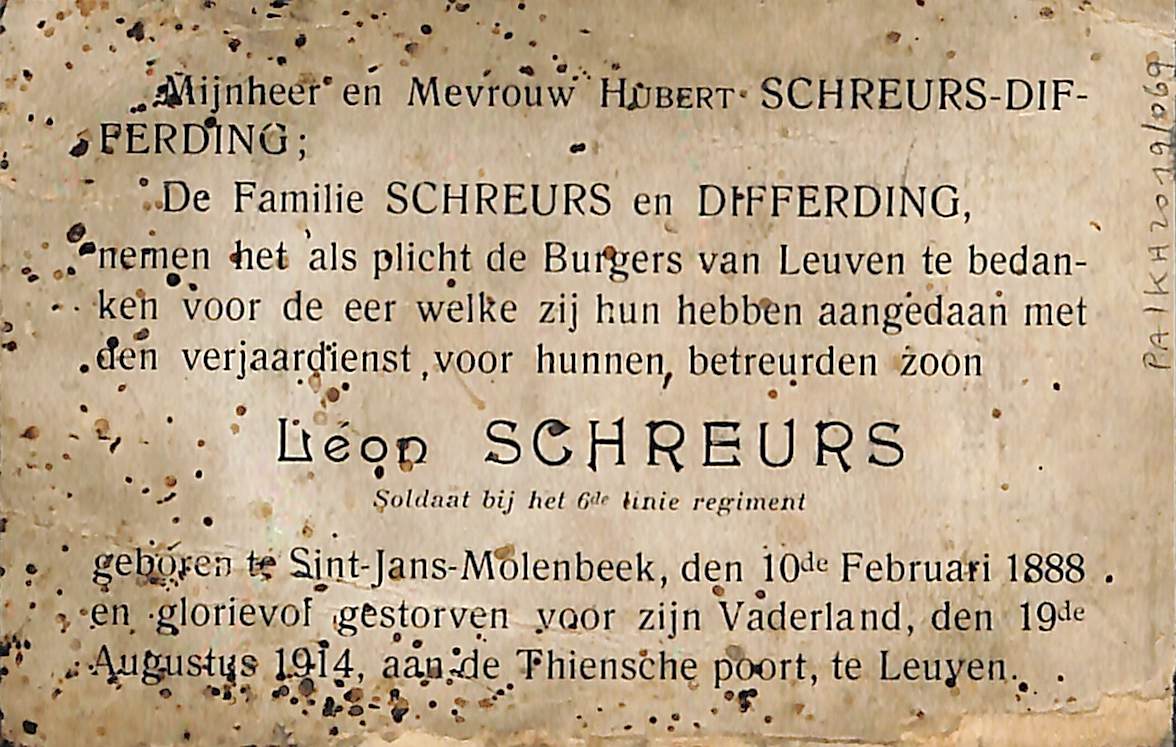 Mijnheer en Mevrouw HUBERT SCHREURS-DIF-
FERDING;
De Familie SCHREURS en DIFFERDING,
nemen het als plicht de Burgers van Leuven te bedan-
ken voor de eer welke zij hun hebben aangedaan met
den verjaardienst voor hunnen betreurden zoon
Léon SCHREURS
Soldaat bij het 6de linie regiment
geboren te Sint-Jans-Molenbeek, den 10de Februari 1888
en glorievol gestorven voor zijn Vaderland, den 19de
Augustus 1914, aan de Thiensche poort, te Leuven.
PA/KH2019/069